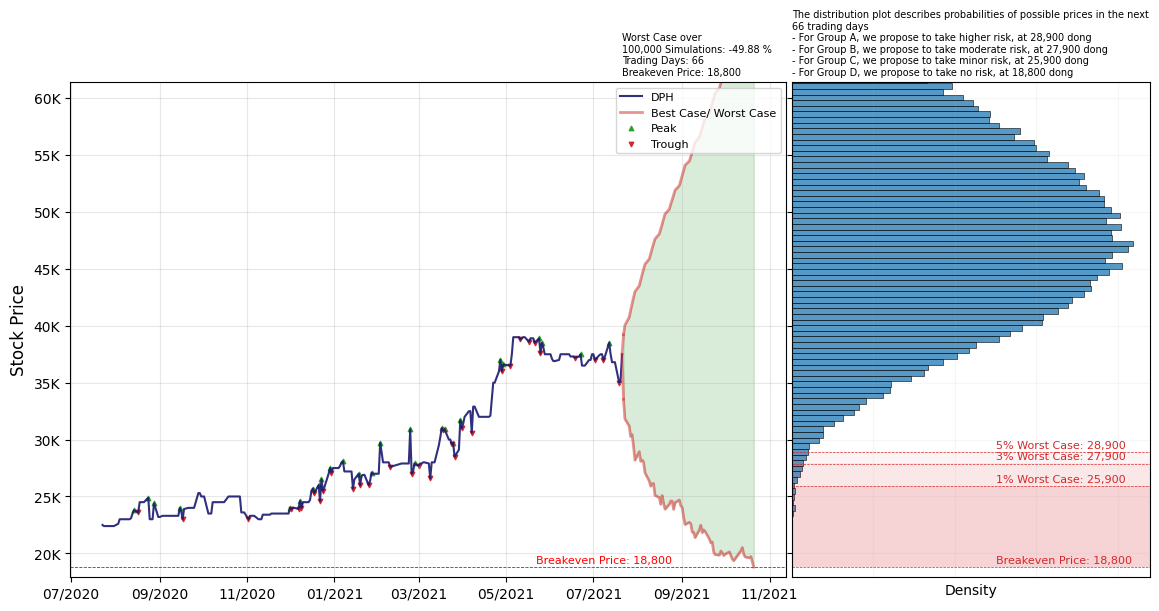 Worst Case over
100,000 Simulations: -49.88 %
Trading Days: 66
Breakeven Price: 18,800
The distribution plot describes probabilities of possible prices in the next
66 trading days
- For Group A, we propose to take higher risk, at 28,900 dong
- For Group B, we propose to take moderate risk, at 27,900 dong
- For Group C, we propose to take minor risk, at 25,900 dong
- For Group D, we propose to take no risk, at 18,800 dong
DPH
Best Case/ Worst Case
Peak
Trough
Stock Price
60K
55K
50K
45K
40K
35K
30K
25K
20K
Breakeven Price: 18,800
07/2020
09/2020
11/2020
01/2021
03/2021
05/2021
07/2021
09/2021
11/2021
5% Worst Case: 28,900
3% Worst Case: 27,900
1% Worst Case: 25,900
Breakeven Price: 18,800
Density